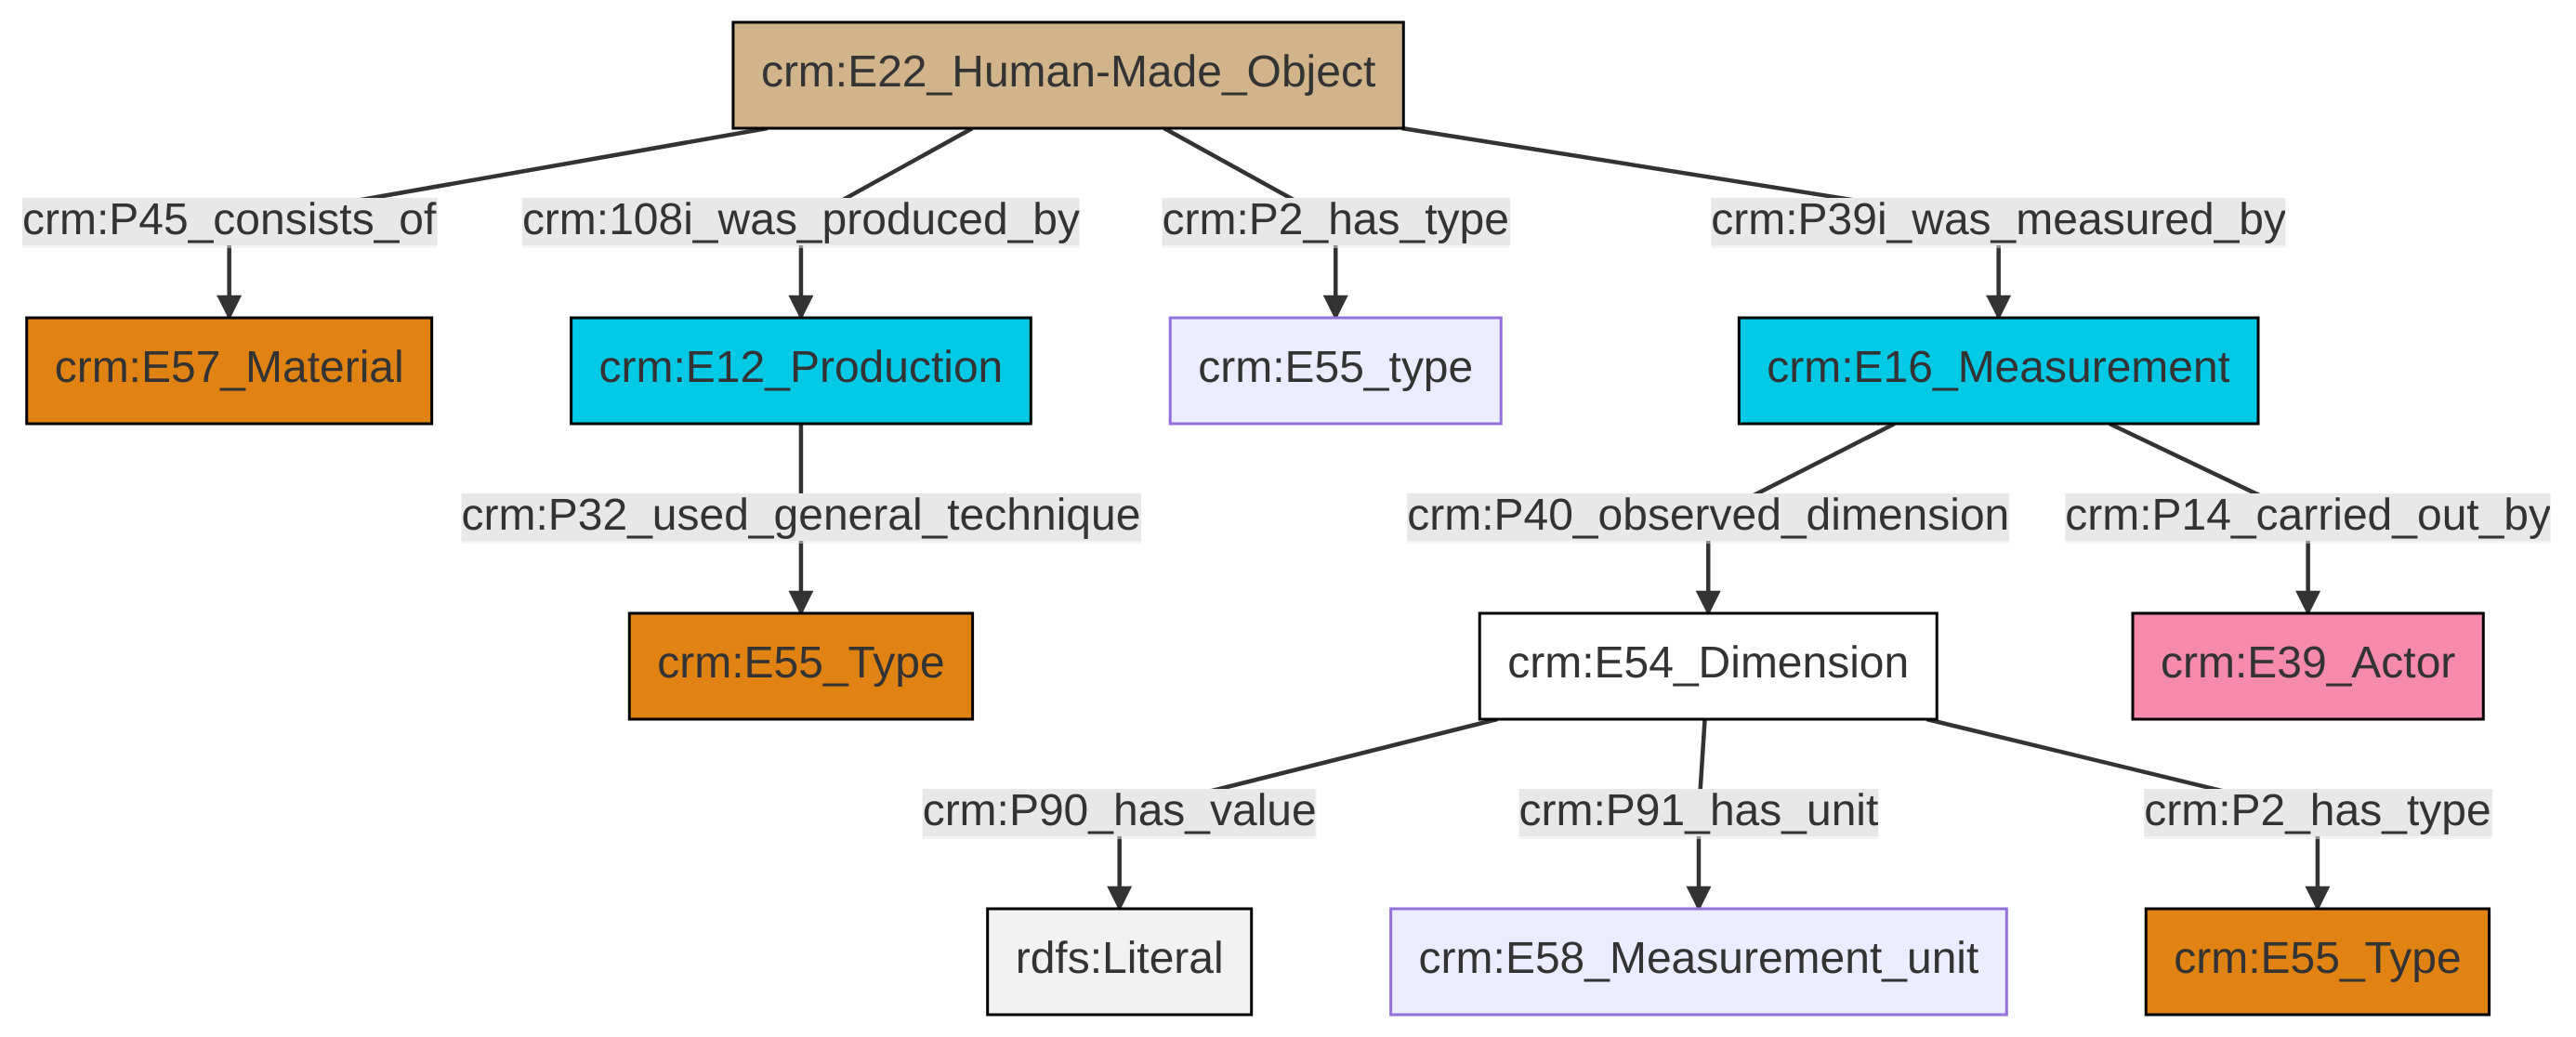 crm:E22_Human-Made_Object
crm:P45_consists_of
crm:108i_was_produced_by
crm:P2_has_type
crm:P39i_was_measured_by
crm:E57_Material
crm:E12_Production
crm:E55_type
crm:E16_Measurement
crm:P32_used_general_technique
crm:P40_observed_dimension
crm:P14_carried_out_by
crm:E55_Type
crm:E54_Dimension
crm:E39_Actor
crm:P90_has_value
crm:P91_has_unit
crm:P2_has_type
rdfs:Literal
crm:E58_Measurement_unit
crm:E55_Type